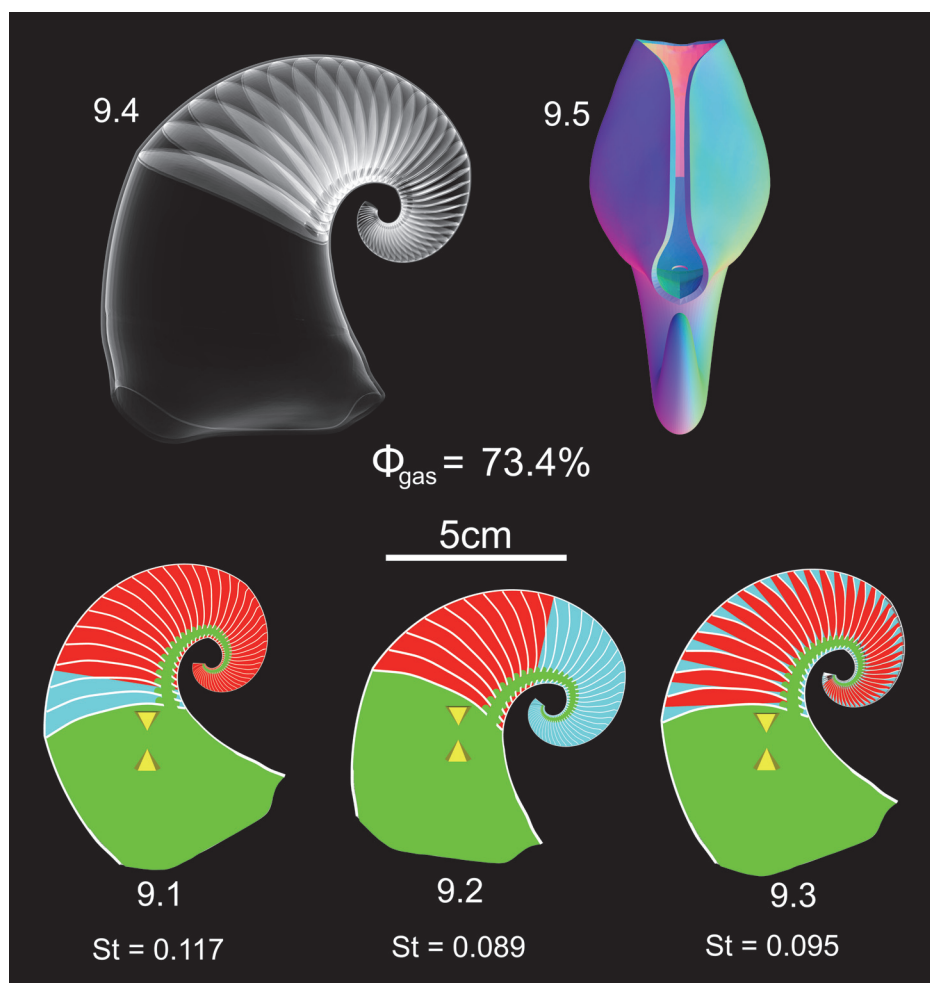 9.4
9.5
Φgas = 73.4%
5cm
9.1
9.2
9.3
St = 0.117
St = 0.089
St = 0.095